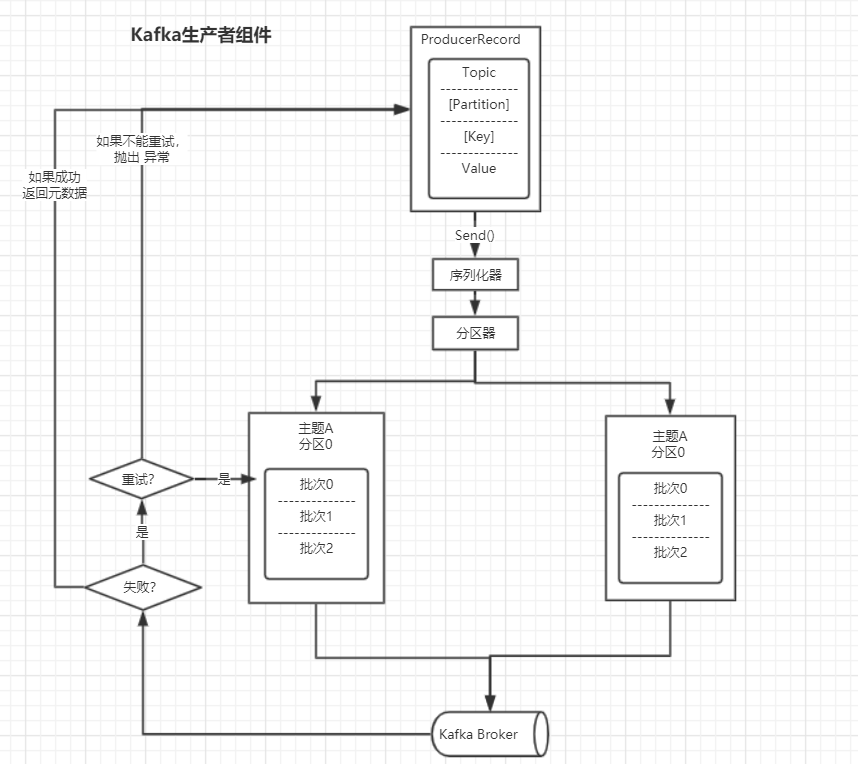 Kafka生产者组件
ProducerRecord
Topic
[Partition]
[Key]
Value
如果不能重试，
抛出 异常
如果成功
返回元数据
Send()
序列化器
分区器
主题A
分区0
批次0
批次1
批次2
主题A
分区0
批次0
批次1
批次2
重试?
是
是
失败?
Kafka Broker